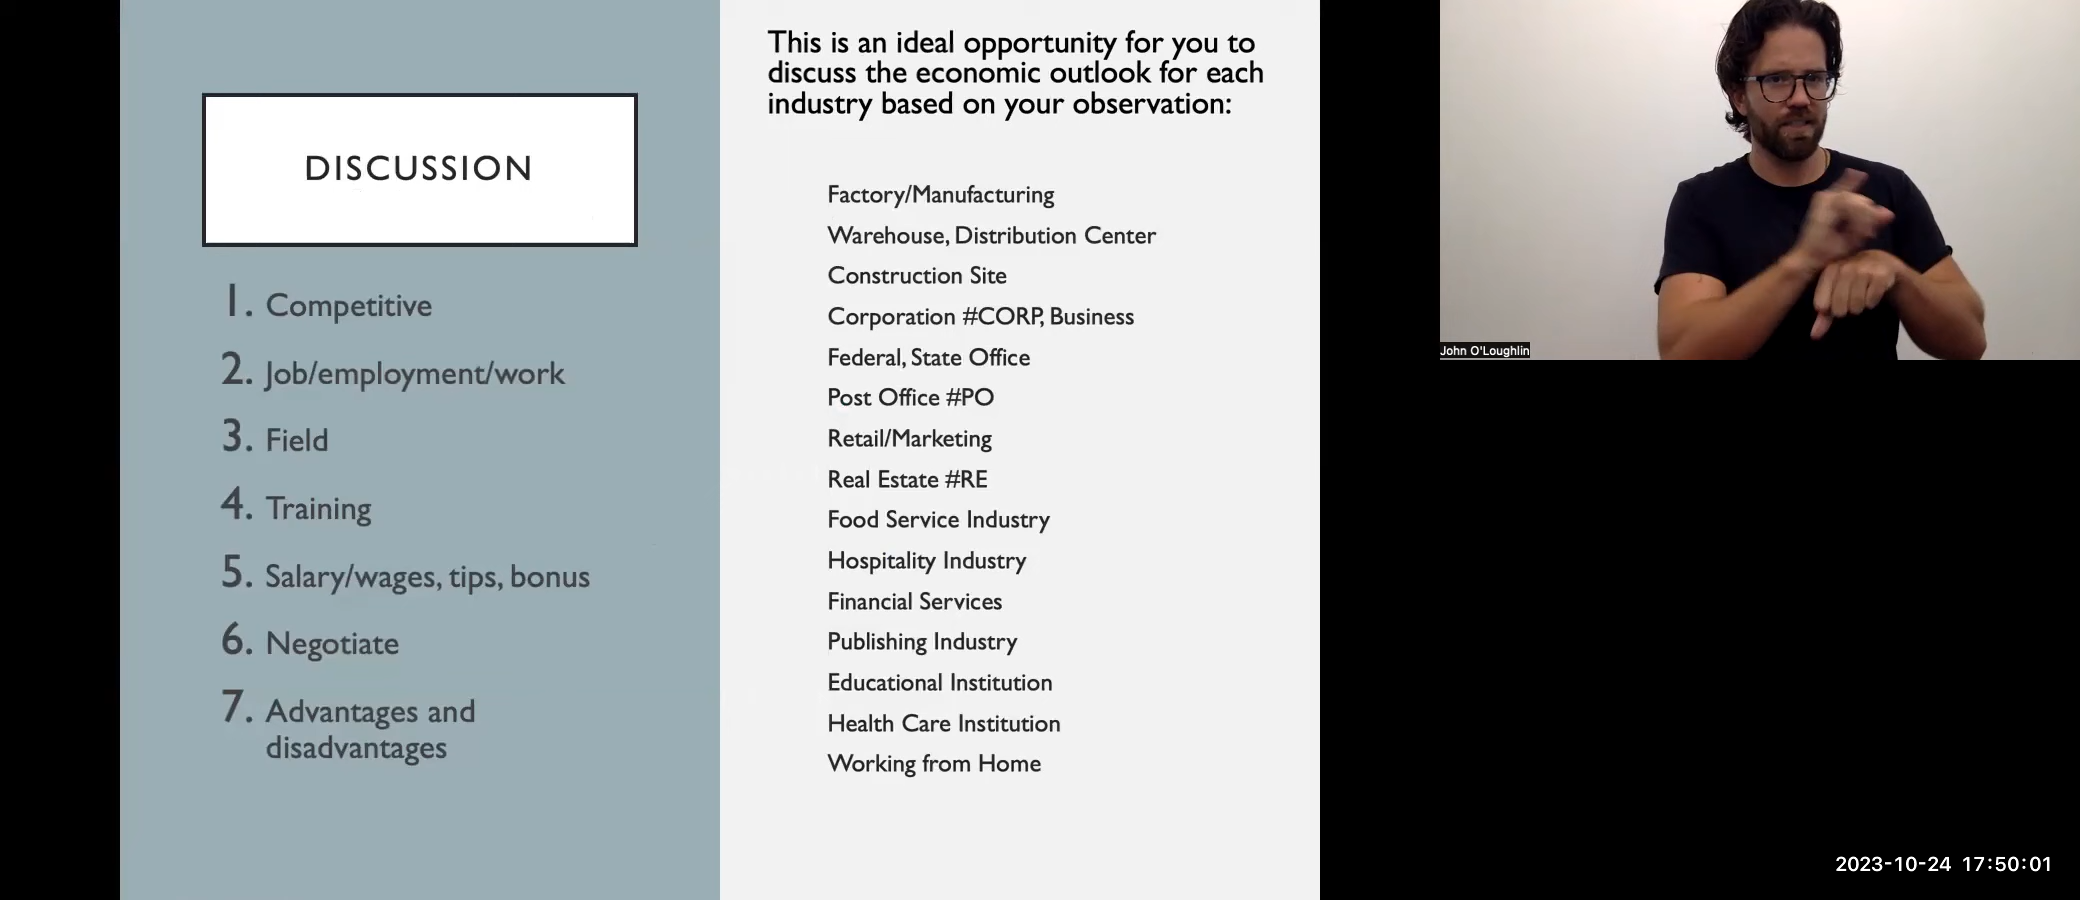 DISCUSSION
1. Competitive
2. Job/employment/work
3. Field
4. Training
5. Salary/wages, tips, bonus
6. Negotiate
7. Advantages and
disadvantages
This is an ideal opportunity for you to
discuss the economic outlook for each
industry based on your observation:
Factory/Manufacturing
Warehouse, Distribution Center
Construction Site
Corporation #CORP, Business
Federal, State Office
Post Office #PO
Retail/Marketing
Real Estate #RE
Food Service Industry
Hospitality Industry
Financial Services
Publishing Industry
Educational Institution
Health Care Institution
Working from Home
John O'Loughlin
2023-10-24 17:50:01